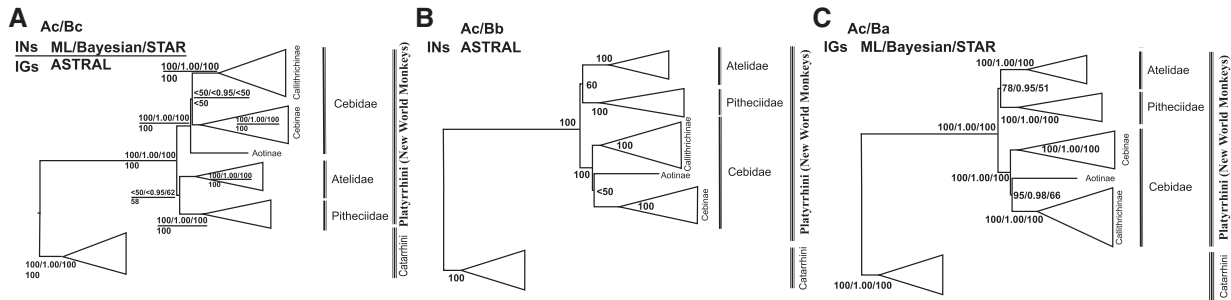 A
Ac/Bc
INs ML/Bayesian/STAR
IGs ASTRAL
100/1.00/100
100
Callithrichinae
<50/<0.95/<50
<50
100/1.00/100
100
Cebinae
100/1.00/100
100
Aotinae
Cebidae
100/1.00/100
100
100/1.00/100
100
Atelidae
<50/<0.95/62
58
Pitheciidae
100/1.00/100
100
100/1.00/100
100
Platyrrhini (New World Monkeys)
Catarrhini
B
Ac/Bb
INs ASTRAL
100
Atelidae
60
100
Pitheciidae
100
100
Callithrichinae
100
Aotinae
<50
100
Cebinae
Cebidae
100
Platyrrhini (New World Monkeys)
Catarrhini
C
Ac/Ba
IGs ML/Bayesian/STAR
100/1.00/100
Atelidae
78/0.95/51
100/1.00/100
Pitheciidae
100/1.00/100
100/1.00/100
Cebinae
100/1.00/100
Aotinae
95/0.98/66
100/1.00/100
Callithrichinae
Cebidae
100/1.00/100
Platyrrhini (New World Monkeys)
Catarrhini